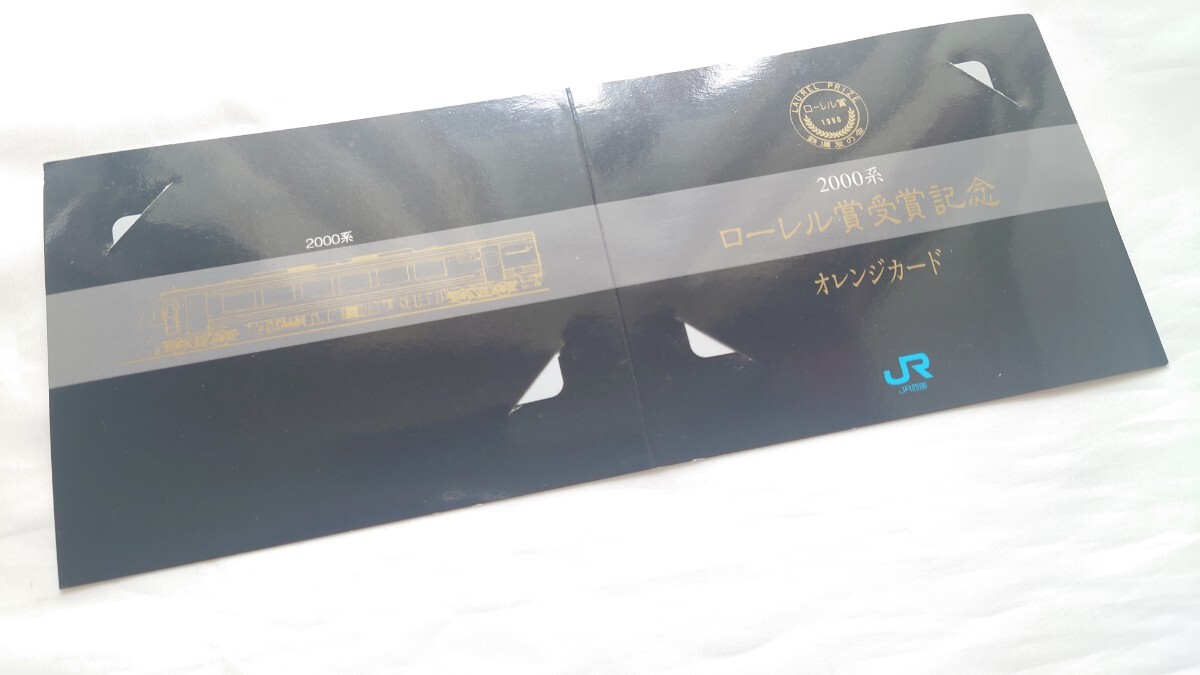 2000系
LAUREL PRIZE
ローレル賞
1990
鉄道友の会
2000系
ローレル賞受賞記念
オレンジカード
JR
JR四国